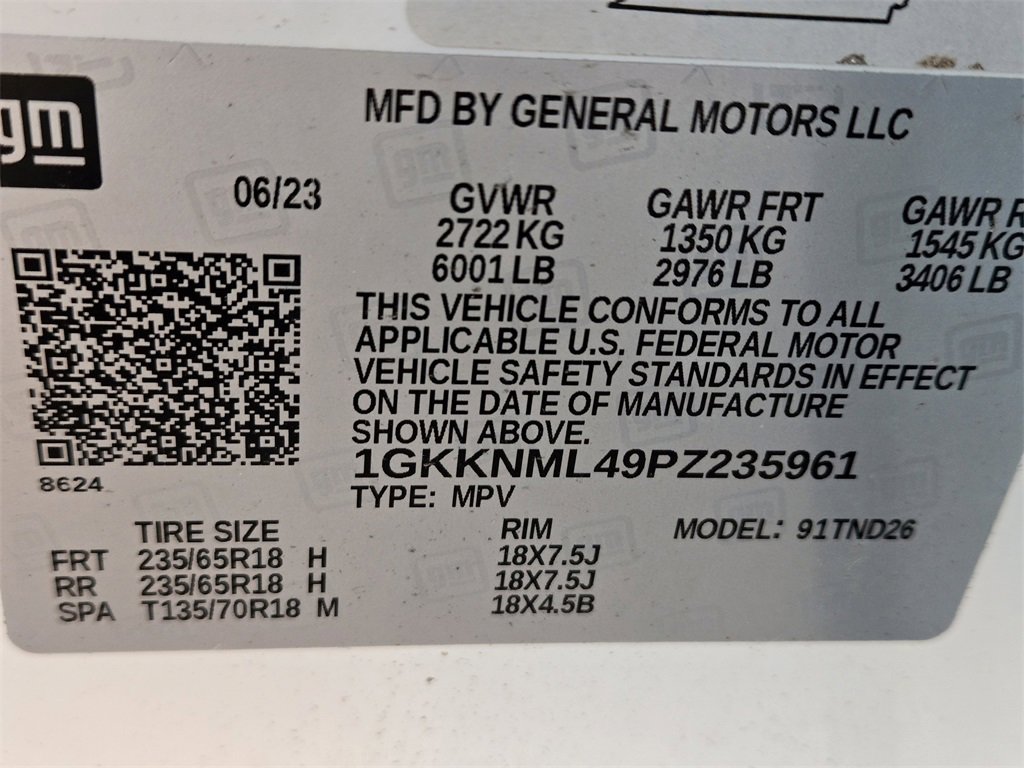 gm
MFD BY GENERAL MOTORS LLC
06/23 GVWR GAWR FRT GAWR R
2722 KG 1350 KG 1545 KG
6001 LB 2976 LB 3406 LB
THIS VEHICLE CONFORMS TO ALL
APPLICABLE U.S. FEDERAL MOTOR
VEHICLE SAFETY STANDARDS IN EFFECT
ON THE DATE OF MANUFACTURE
SHOWN ABOVE.
1GKKNML49PZ235961
8624
TYPE: MPV
TIRE SIZE RIM MODEL: 91TND26
FRT 235/65R18 H 18X7.5J
RR 235/65R18 H 18X7.5J
SPA T135/70R18 M 18X4.5B